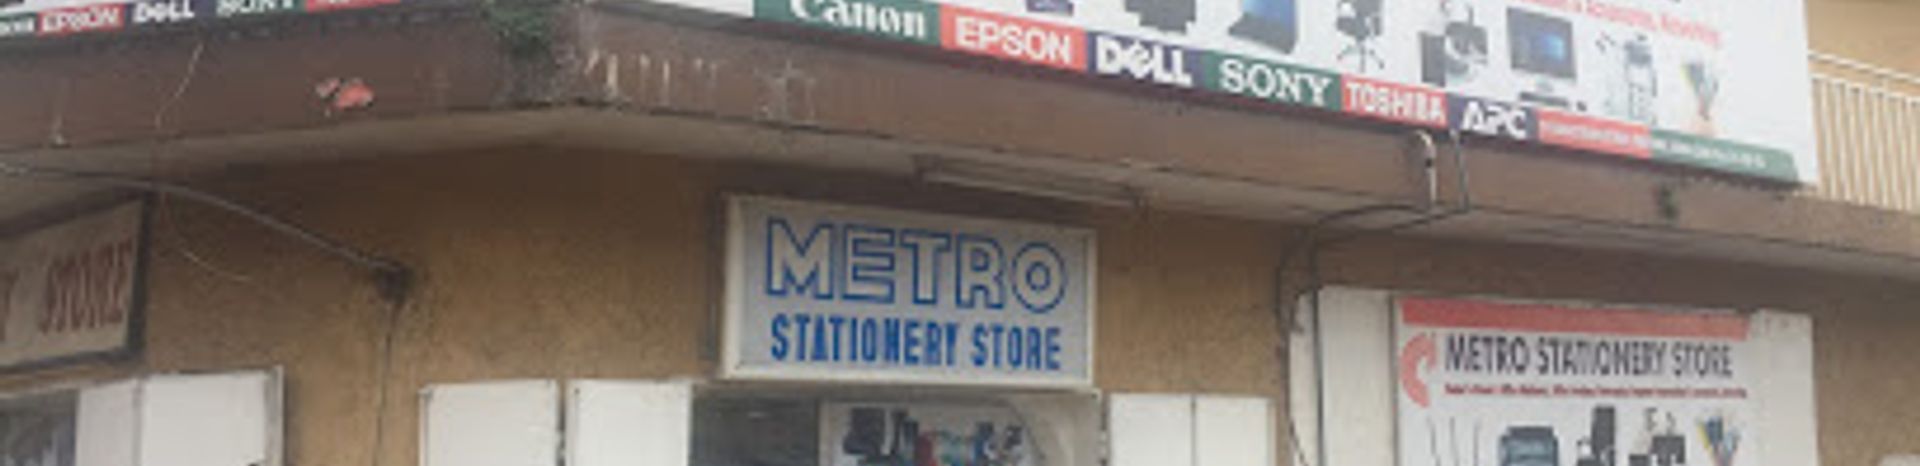 EPSON DELL SONY
Canon EPSON DELL SONY TOSHIBA APC
STORE
METRO
STATIONERY STORE
METRO STATIONERY STORE